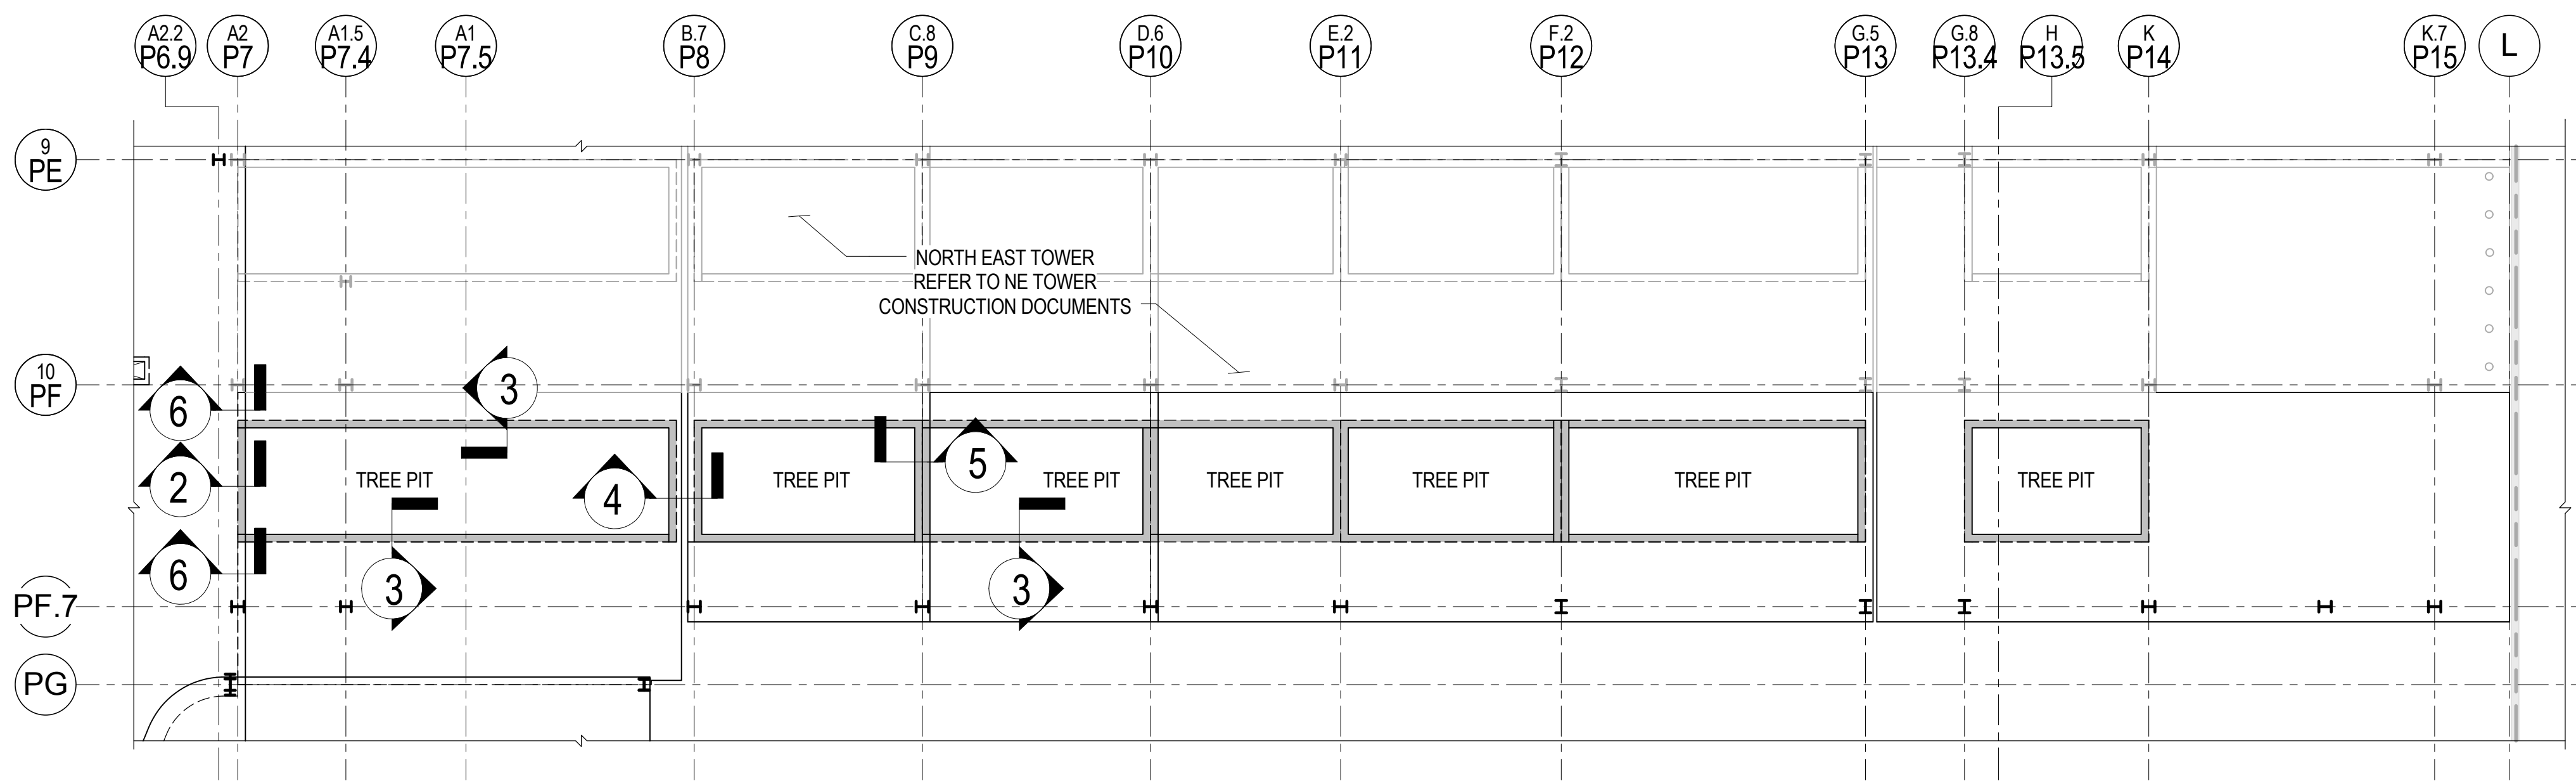 A2.2
P6.9
A2
P7
A1.5
P7.4
A1
P7.5
B.7
P8
C.8
P9
D.6
P10
E.2
P11
F.2
P12
G.5
P13
G.8
P13.4
H
P13.5
K
P14
K.7
P15
L
9
PE
NORTH EAST TOWER
REFER TO NE TOWER
CONSTRUCTION DOCUMENTS
10
PF
3
6
5
TREE PIT
TREE PIT
TREE PIT
TREE PIT
TREE PIT
TREE PIT
TREE PIT
2
4
6
3
3
PF.7
PG